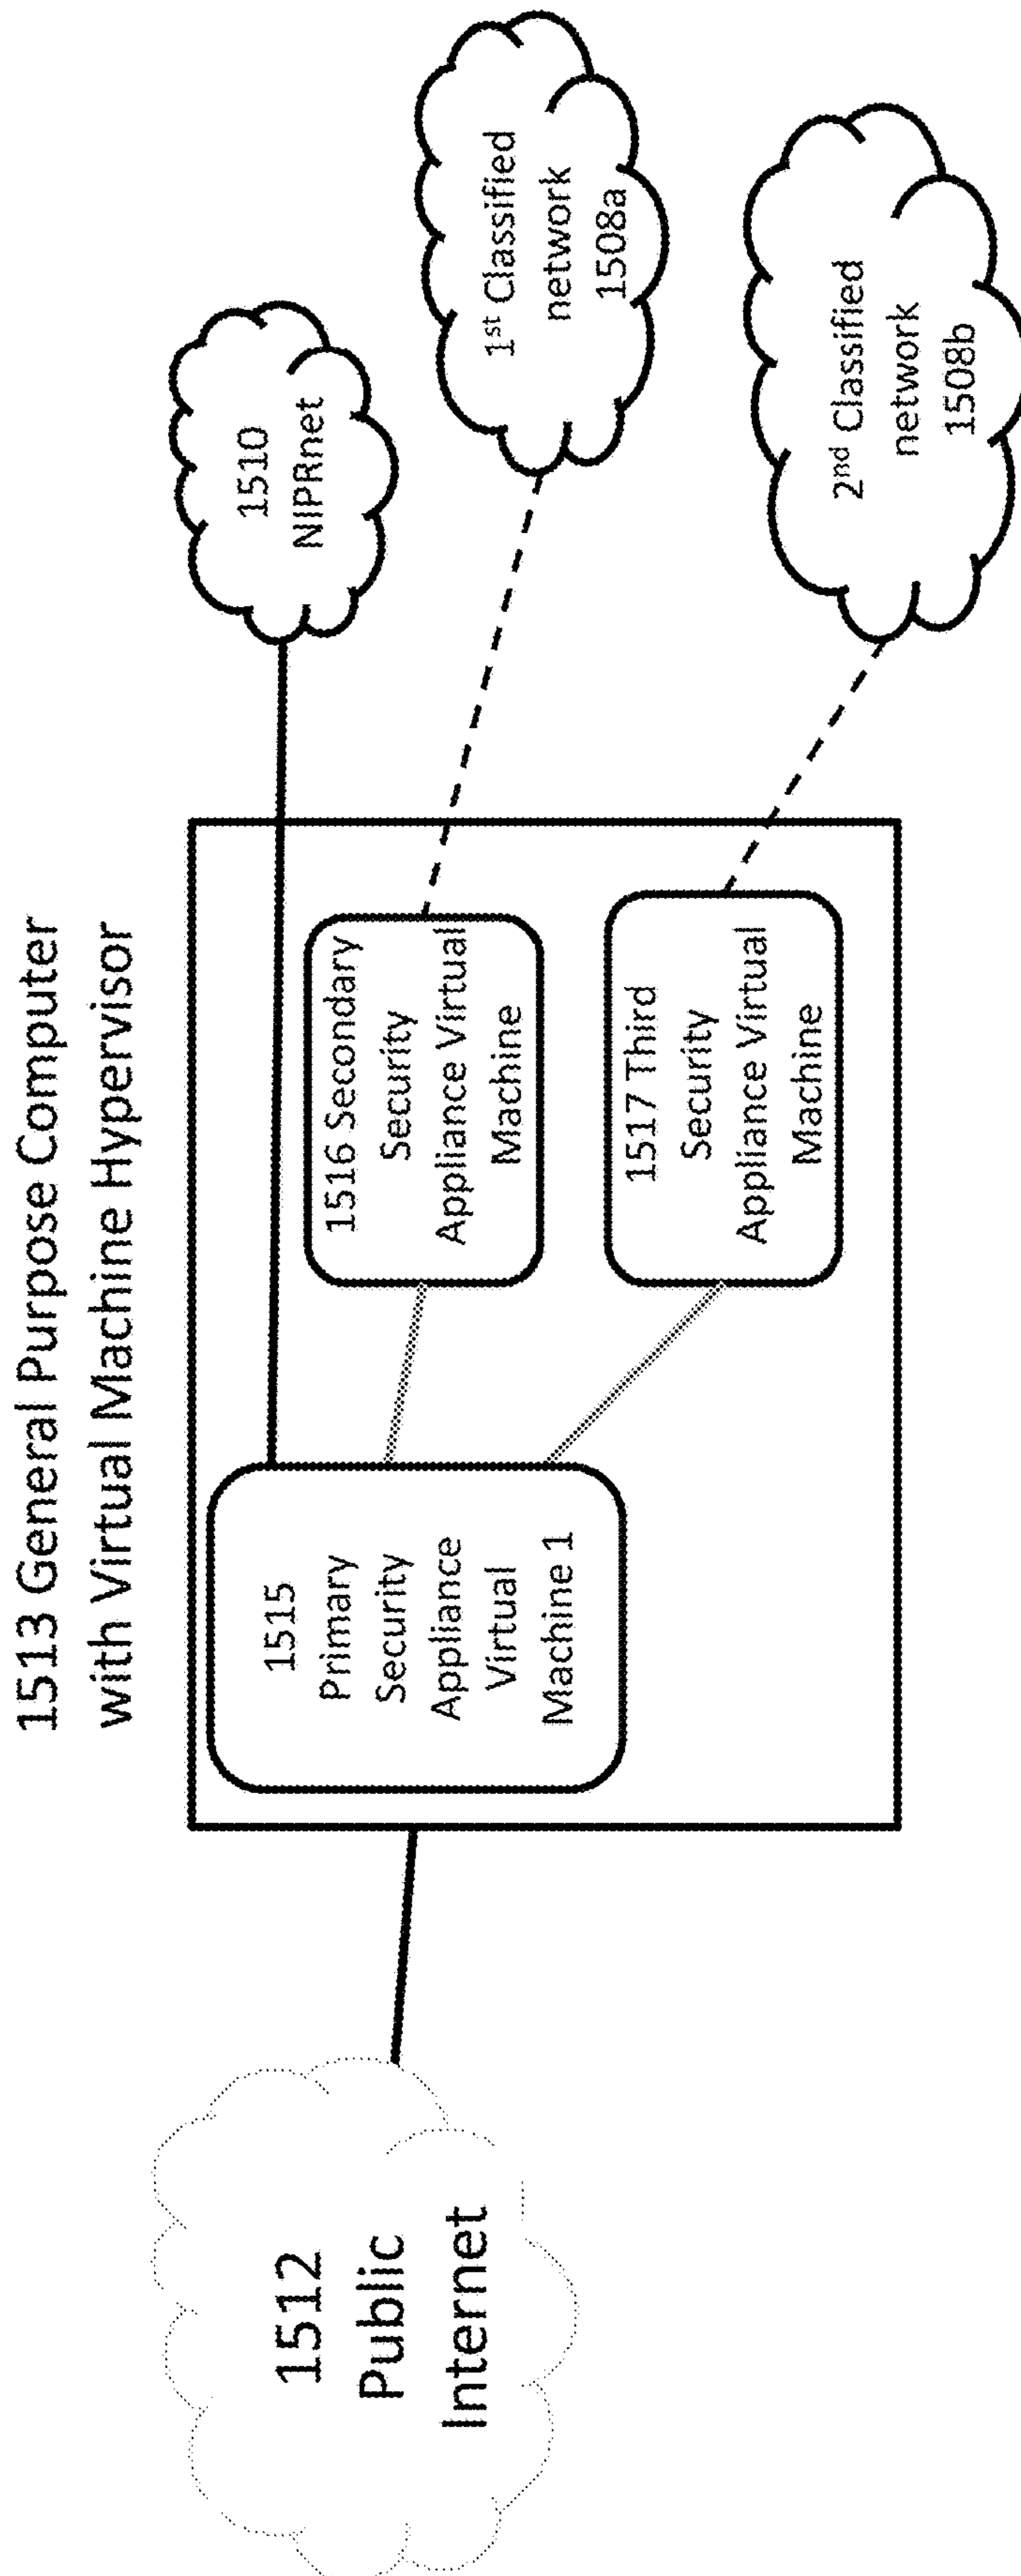 1513 General Purpose Computer
with Virtual Machine Hypervisor
1512
Public
Internet
1515
Primary
Security
Appliance
Virtual
Machine 1
1516 Secondary
Security
Appliance Virtual
Machine
1517 Third
Security
Appliance Virtual
Machine
1510
NIPRnet
1st Classified
network
1508a
2nd Classified
network
1508b